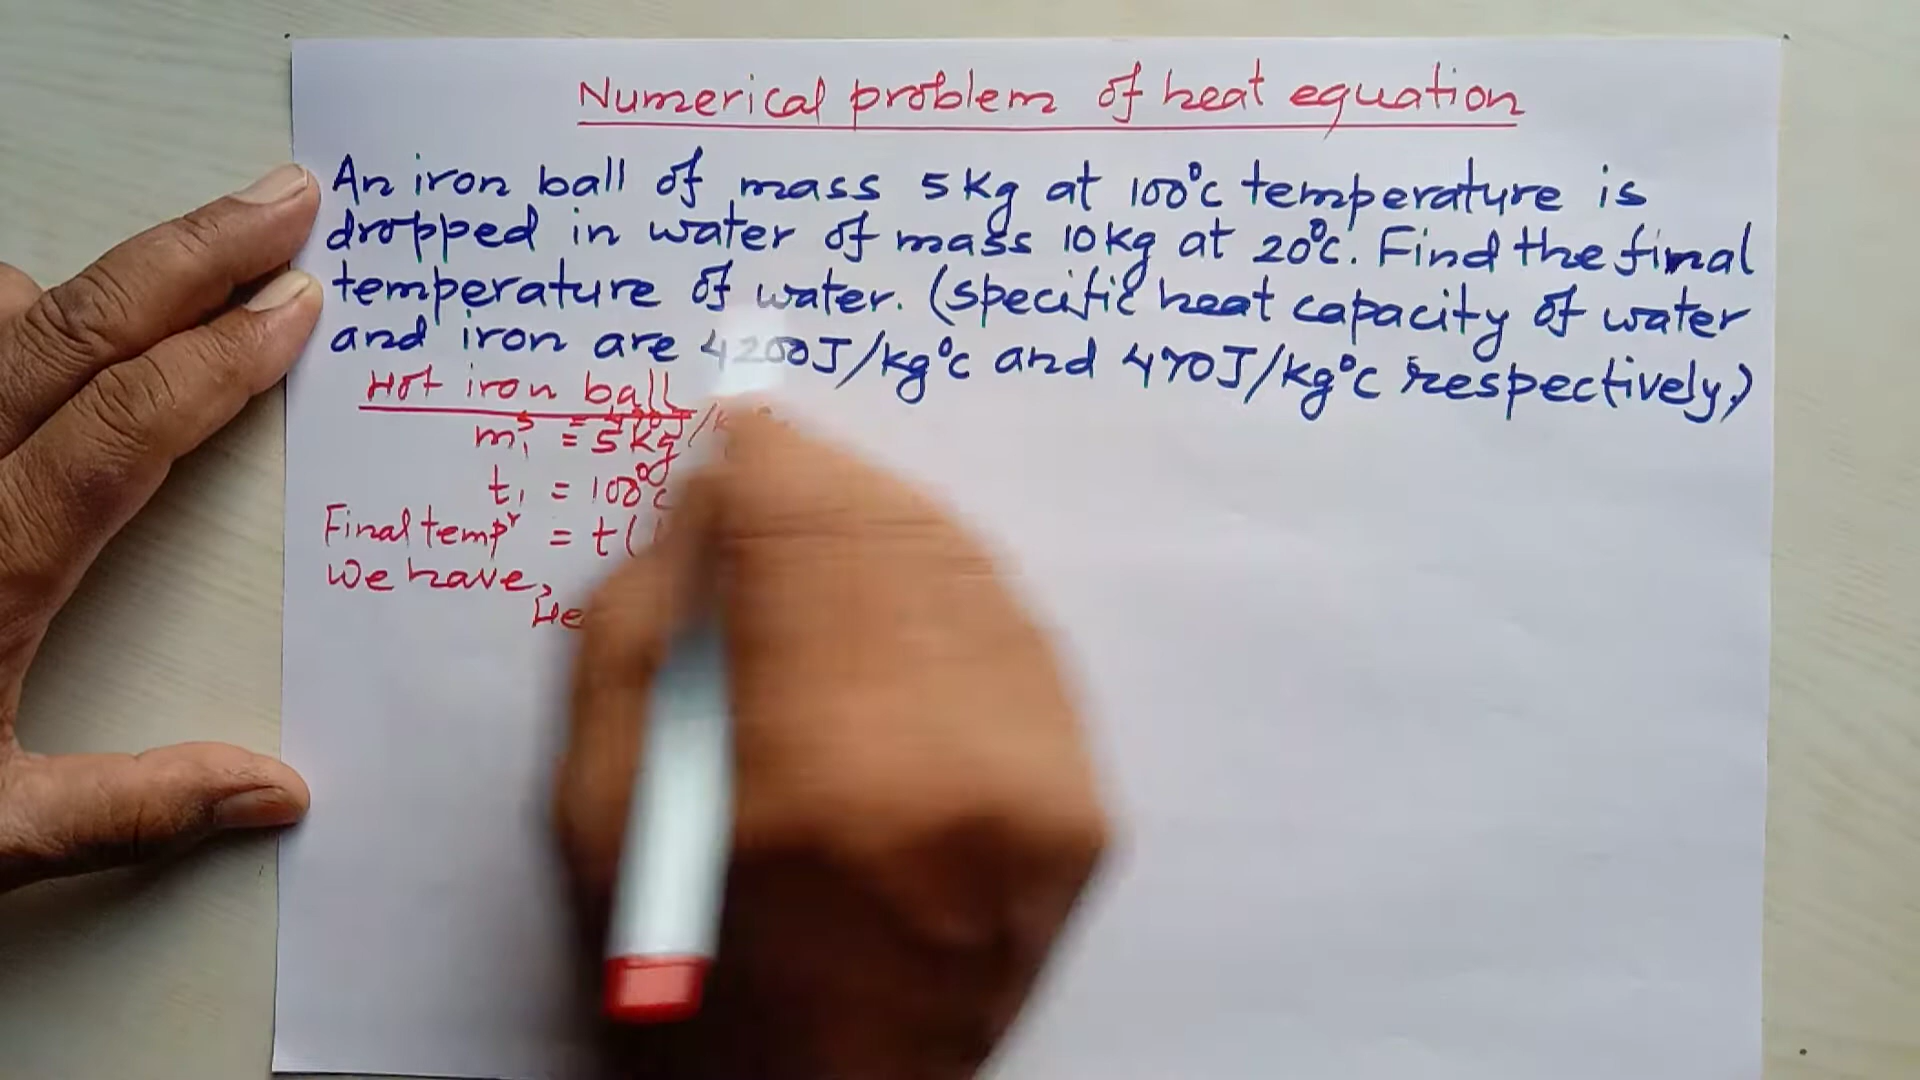 Numerical problem of heat equation
An iron ball of mass 5kg at 100°c temperature is
dropped in water of mass 10kg at 20°c. Find the final
temperature of water. (specific heat capacity of water
and iron are 4200J/kg°c and 470J/kg°c respectively)
Hot iron ball
m₁ = 5kg
t₁ = 100°c
Final tempʳ = t(
We have,